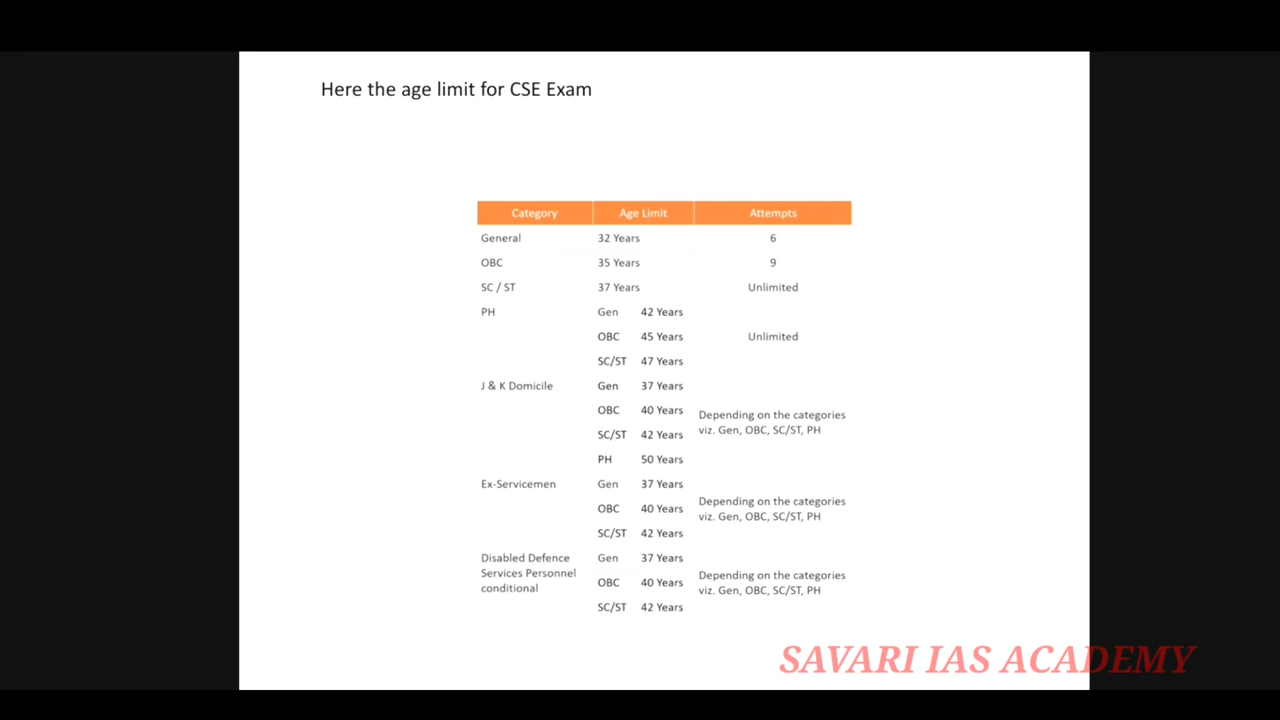 Here the age limit for CSE Exam
Category Age Limit Attempts
General 32 Years 6
OBC 35 Years 9
SC / ST 37 Years Unlimited
PH Gen 42 Years
OBC 45 Years Unlimited
SC/ST 47 Years
J & K Domicile Gen 37 Years
OBC 40 Years
Depending on the categories
viz. Gen, OBC, SC/ST, PH
SC/ST 42 Years
PH 50 Years
Ex-Servicemen Gen 37 Years
Depending on the categories
OBC 40 Years
viz. Gen, OBC, SC/ST, PH
SC/ST 42 Years
Disabled Defence Gen 37 Years
Services Personnel Depending on the categories
OBC 40 Years
conditional viz. Gen, OBC, SC/ST, PH
SC/ST 42 Years
SAVARI IAS ACADEMY